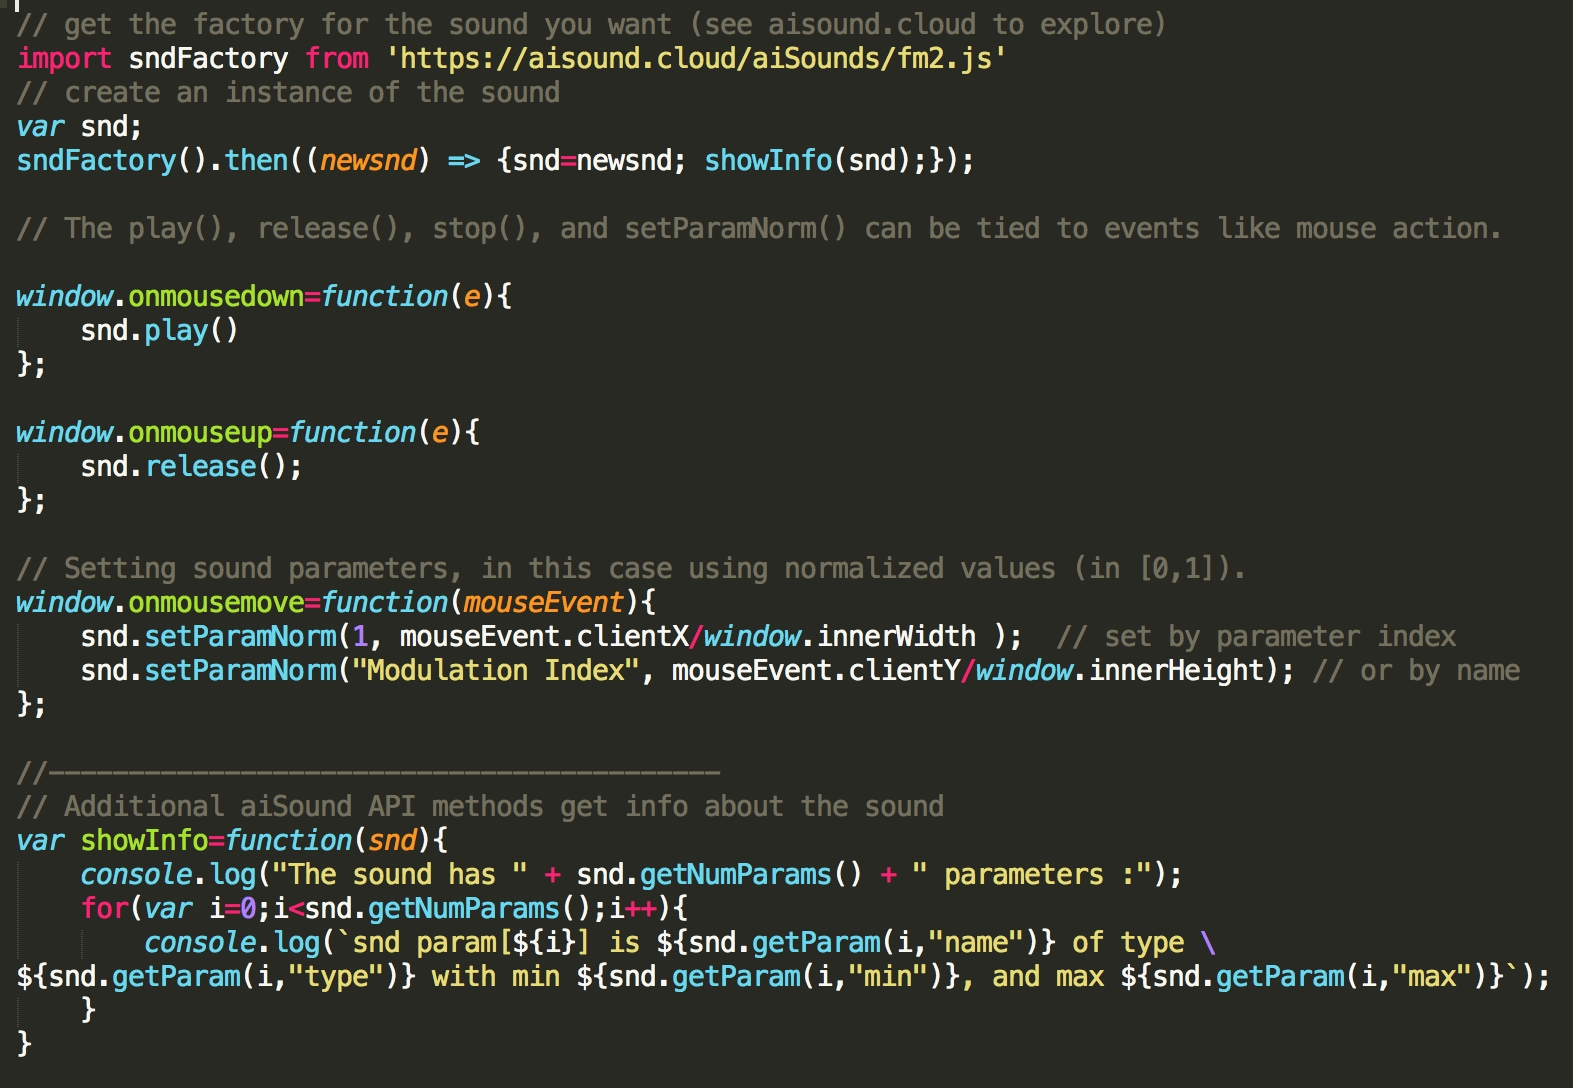 // get the factory for the sound you want (see aisound.cloud to explore)
import sndFactory from 'https://aisound.cloud/aiSounds/fm2.js'
// create an instance of the sound
var snd;
sndFactory().then((newsnd) => {snd=newsnd; showInfo(snd);});

// The play(), release(), stop(), and setParamNorm() can be tied to events like mouse action.

window.onmousedown=function(e){
    snd.play()
};

window.onmouseup=function(e){
    snd.release();
};

// Setting sound parameters, in this case using normalized values (in [0,1]).
window.onmousemove=function(mouseEvent){
    snd.setParamNorm(1, mouseEvent.clientX/window.innerWidth );  // set by parameter index
    snd.setParamNorm("Modulation Index", mouseEvent.clientY/window.innerHeight); // or by name
};

//------------------------------------------
// Additional aiSound API methods get info about the sound
var showInfo=function(snd){
    console.log("The sound has " + snd.getNumParams() + " parameters :");
    for(var i=0;i<snd.getNumParams();i++){
        console.log(`snd param[${i}] is ${snd.getParam(i,"name")} of type \
${snd.getParam(i,"type")} with min ${snd.getParam(i,"min")}, and max ${snd.getParam(i,"max")}`);
    }
}